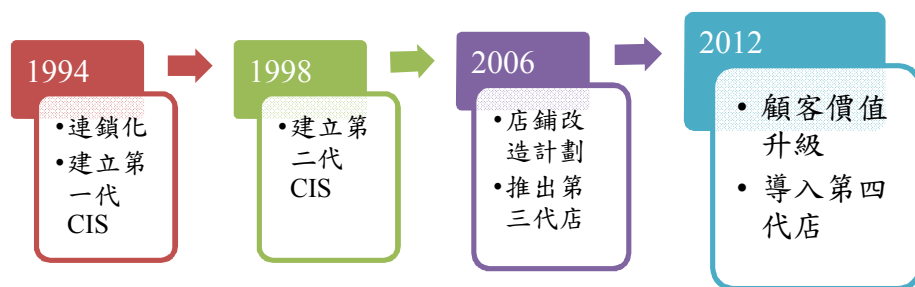 1994
•連鎖化
•建立第
一代
CIS
1998
•建立第
二代
CIS
2006
•店鋪改
造計劃
•推出第
三代店
2012
•顧客價值
升級
•導入第四
代店